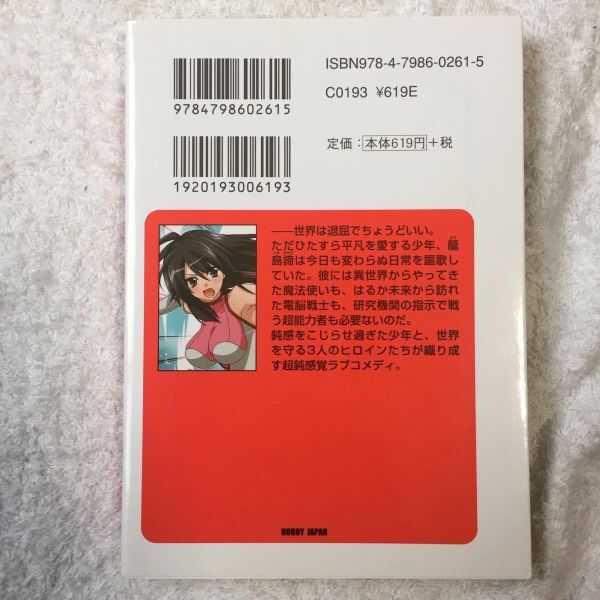 ISBN978-4-7986-0261-5
9784798602615
C0193 ¥619E
定価：本体619円+税
1920193006193
――世界は退屈でちょうどいい。
ただひたすら平凡を愛する少年、籠
島諦は今日も変わらぬ日常を謳歌し
ていた。彼には異世界からやってき
た魔法使いも、はるか未来から訪れ
た電脳戦士も、研究機関の指示で戦
う超能力者も必要ないのだ。
鈍感をこじらせ過ぎた少年と、世界
を守る3人のヒロインたちが織り成
す超鈍感覚ラブコメディ。
HOBBY JAPAN